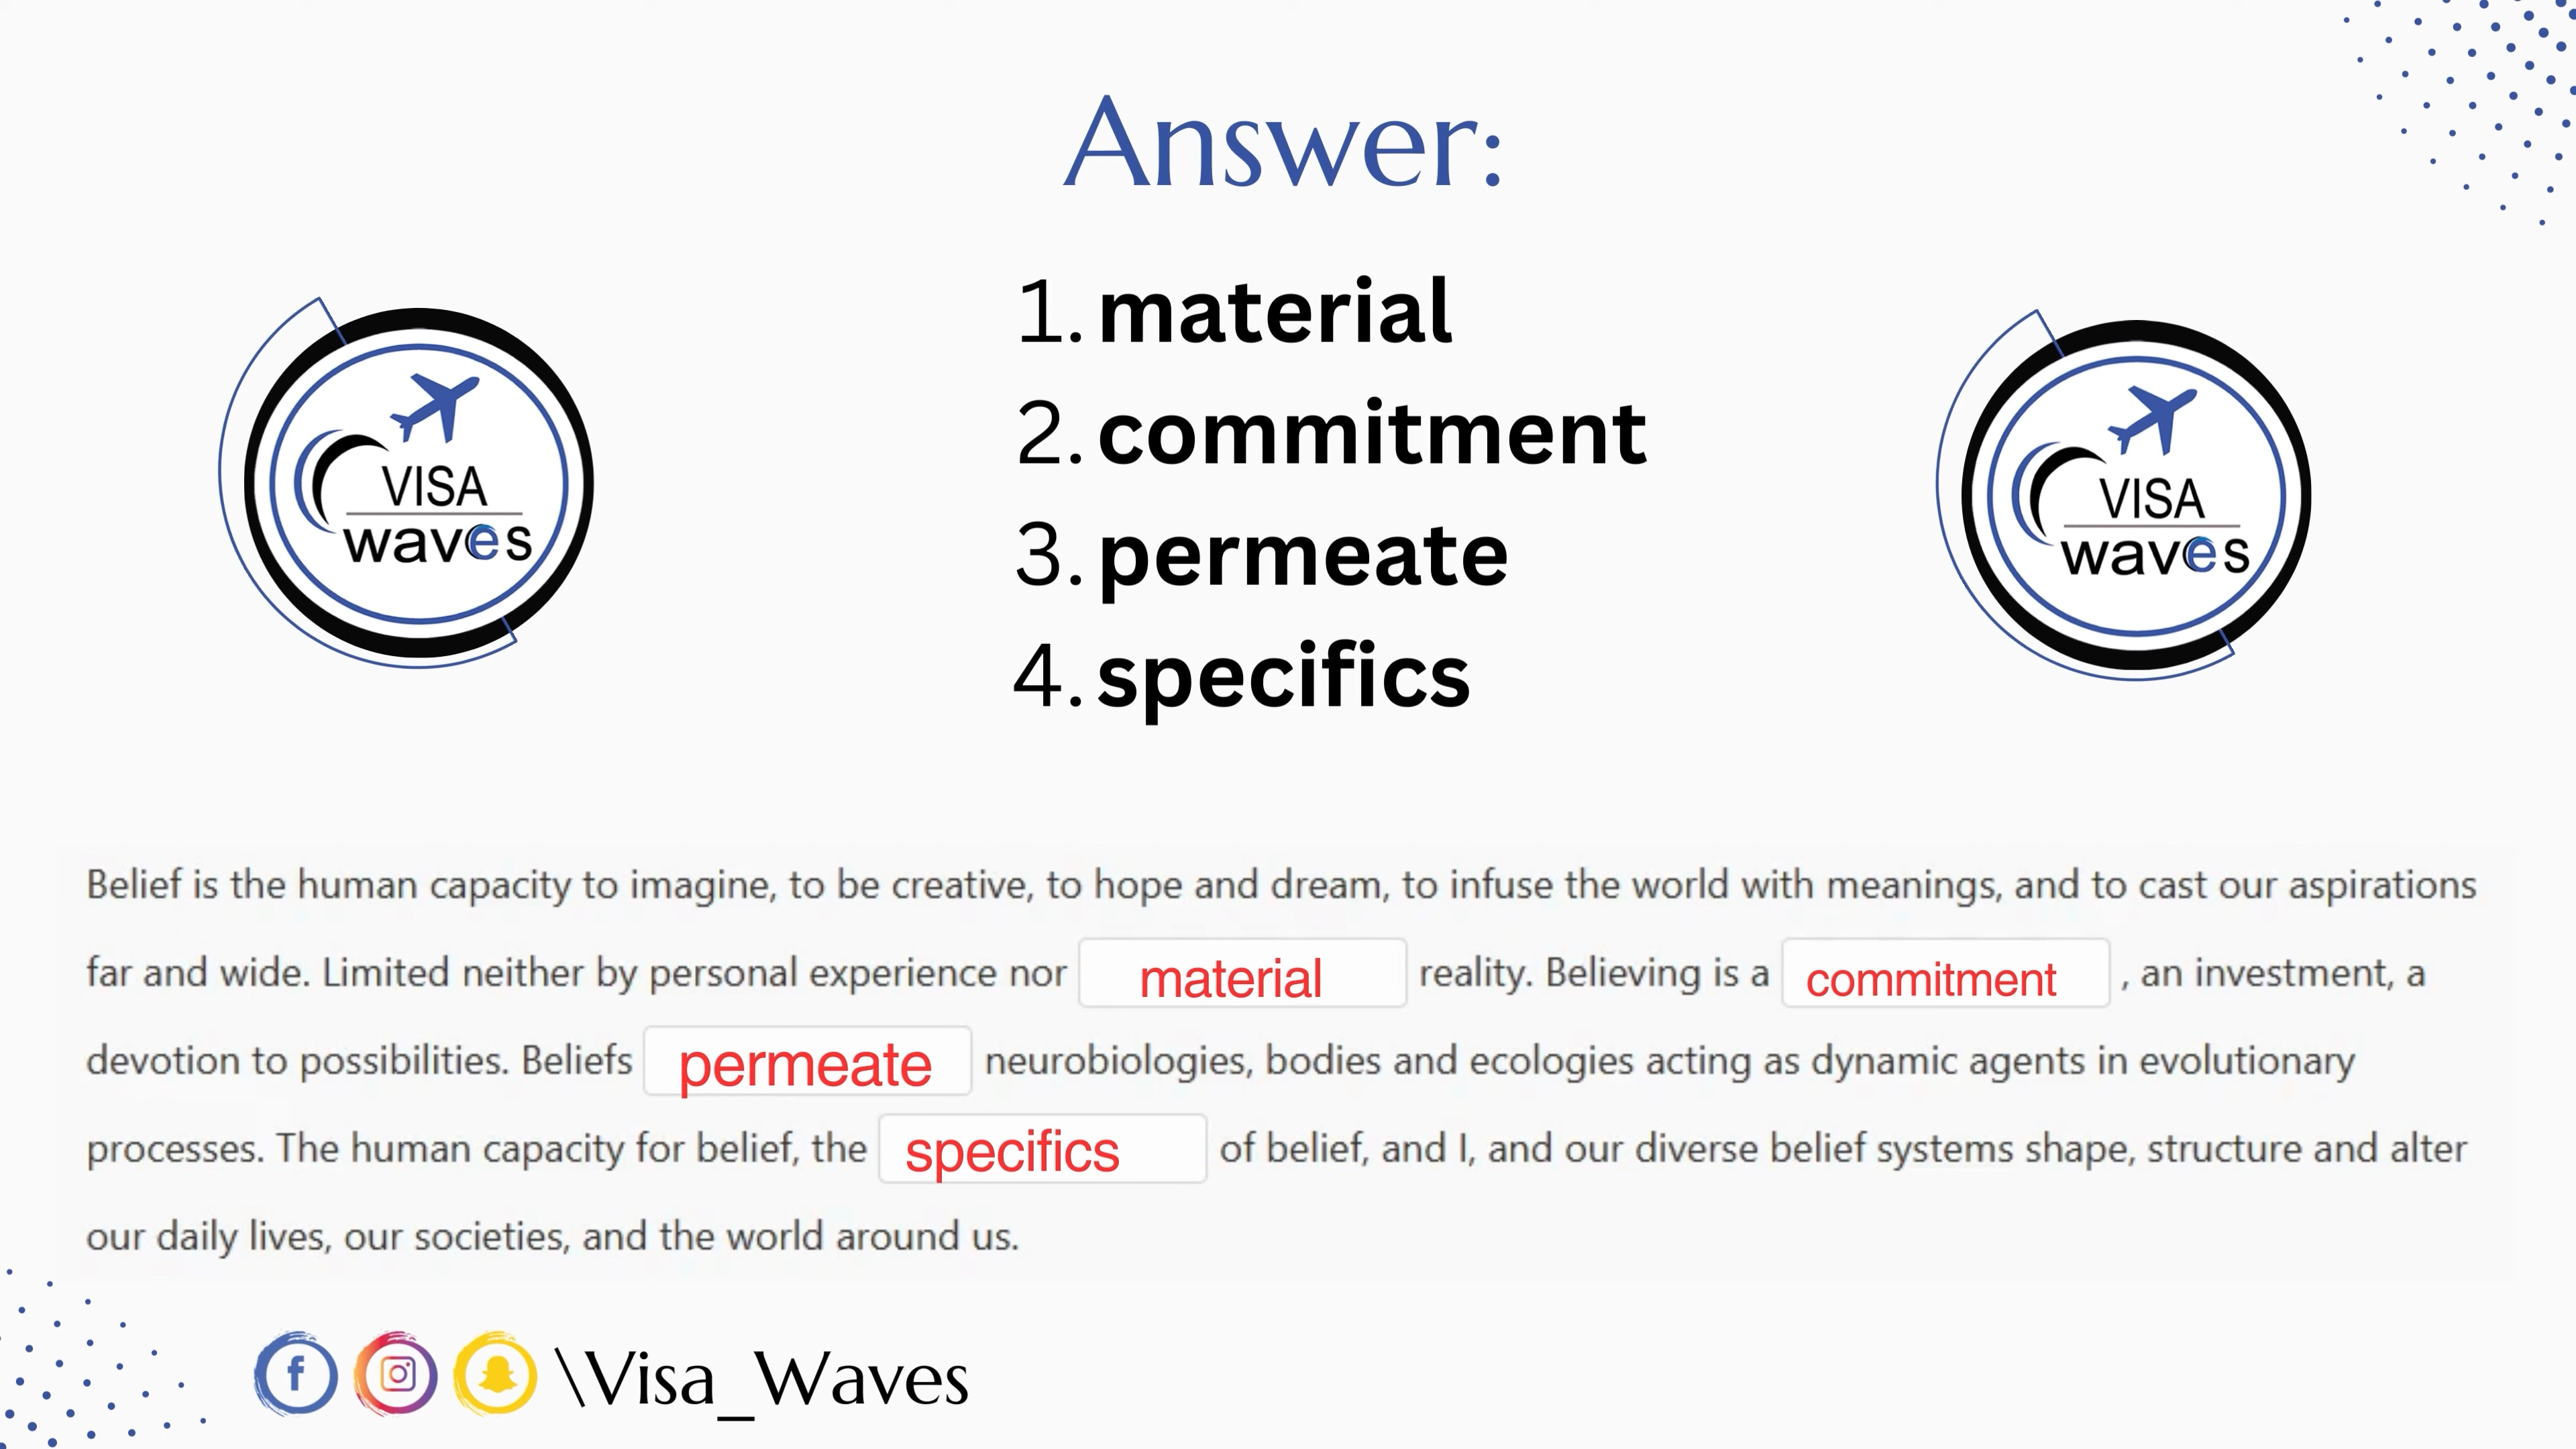 Answer:
1. material
2. commitment
3. permeate
4. specifics
VISA
waves
VISA
waves
Belief is the human capacity to imagine, to be creative, to hope and dream, to infuse the world with meanings, and to cast our aspirations
far and wide. Limited neither by personal experience nor material reality. Believing is a commitment , an investment, a
devotion to possibilities. Beliefs permeate neurobiologies, bodies and ecologies acting as dynamic agents in evolutionary
processes. The human capacity for belief, the specifics of belief, and I, and our diverse belief systems shape, structure and alter
our daily lives, our societies, and the world around us.
\Visa_Waves